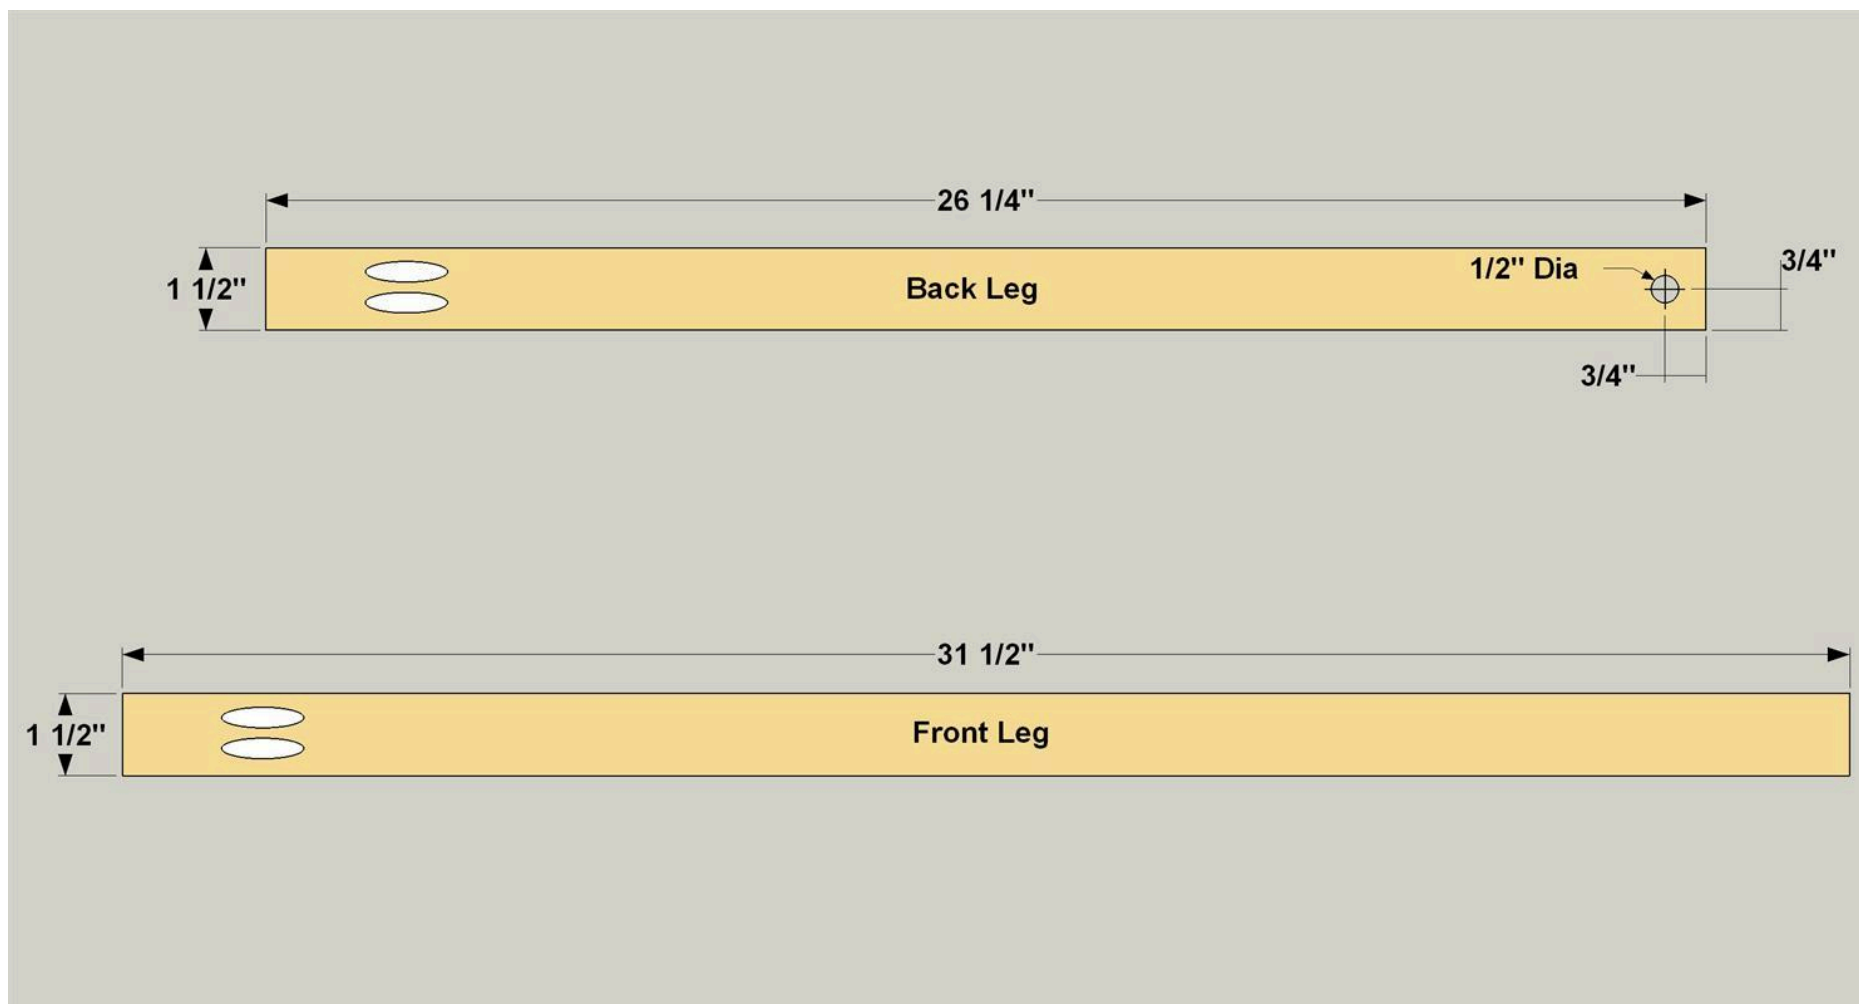 26 1/4"
1 1/2"
Back Leg
1/2" Dia
3/4"
3/4"
31 1/2"
1 1/2"
Front Leg